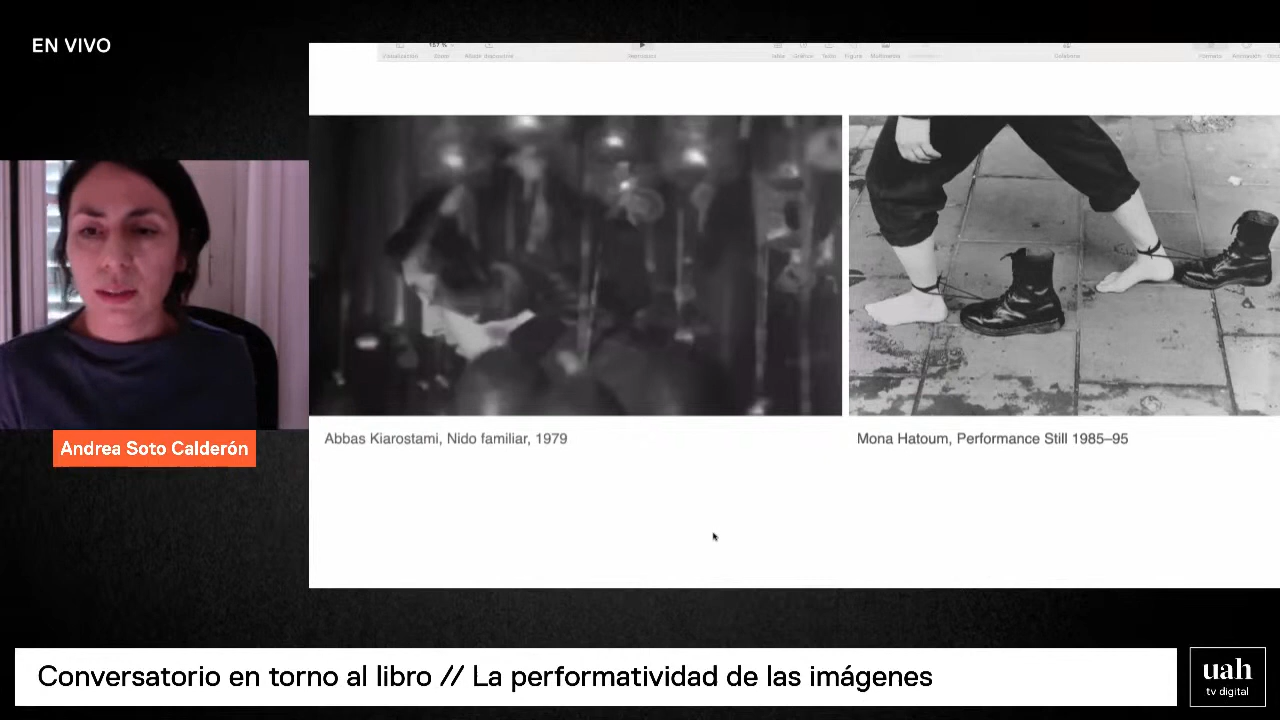 EN VIVO
Abbas Kiarostami, Nido familiar, 1979
Mona Hatoum, Performance Still 1985–95
Andrea Soto Calderón
Conversatorio en torno al libro // La performatividad de las imágenes
uah
tv digital